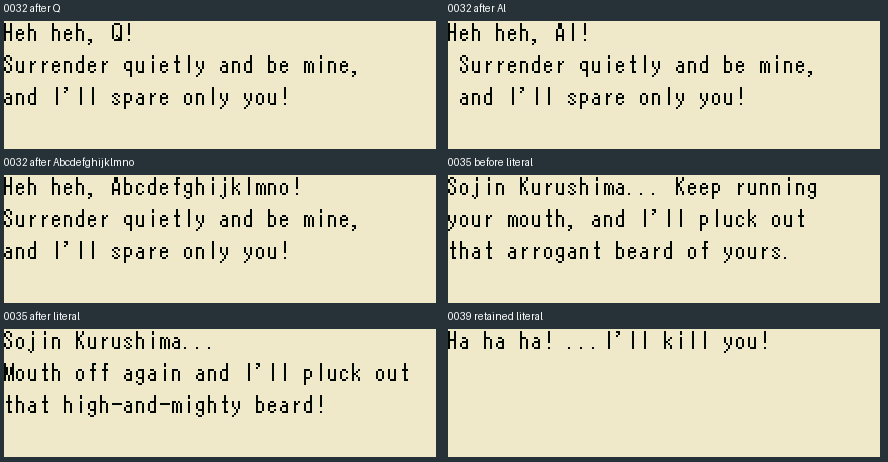 0032 after Q
Heh heh, Q!
Surrender quietly and be mine,
and I'll spare only you!
0032 after Al
Heh heh, Al!
Surrender quietly and be mine,
and I'll spare only you!
0032 after Abcdefghijklmno
Heh heh, Abcdefghijklmno!
Surrender quietly and be mine,
and I'll spare only you!
0035 before literal
Sojin Kurushima... Keep running
your mouth, and I'll pluck out
that arrogant beard of yours.
0035 after literal
Sojin Kurushima...
Mouth off again and I'll pluck out
that high-and-mighty beard!
0039 retained literal
Ha ha ha! ...I'll kill you!